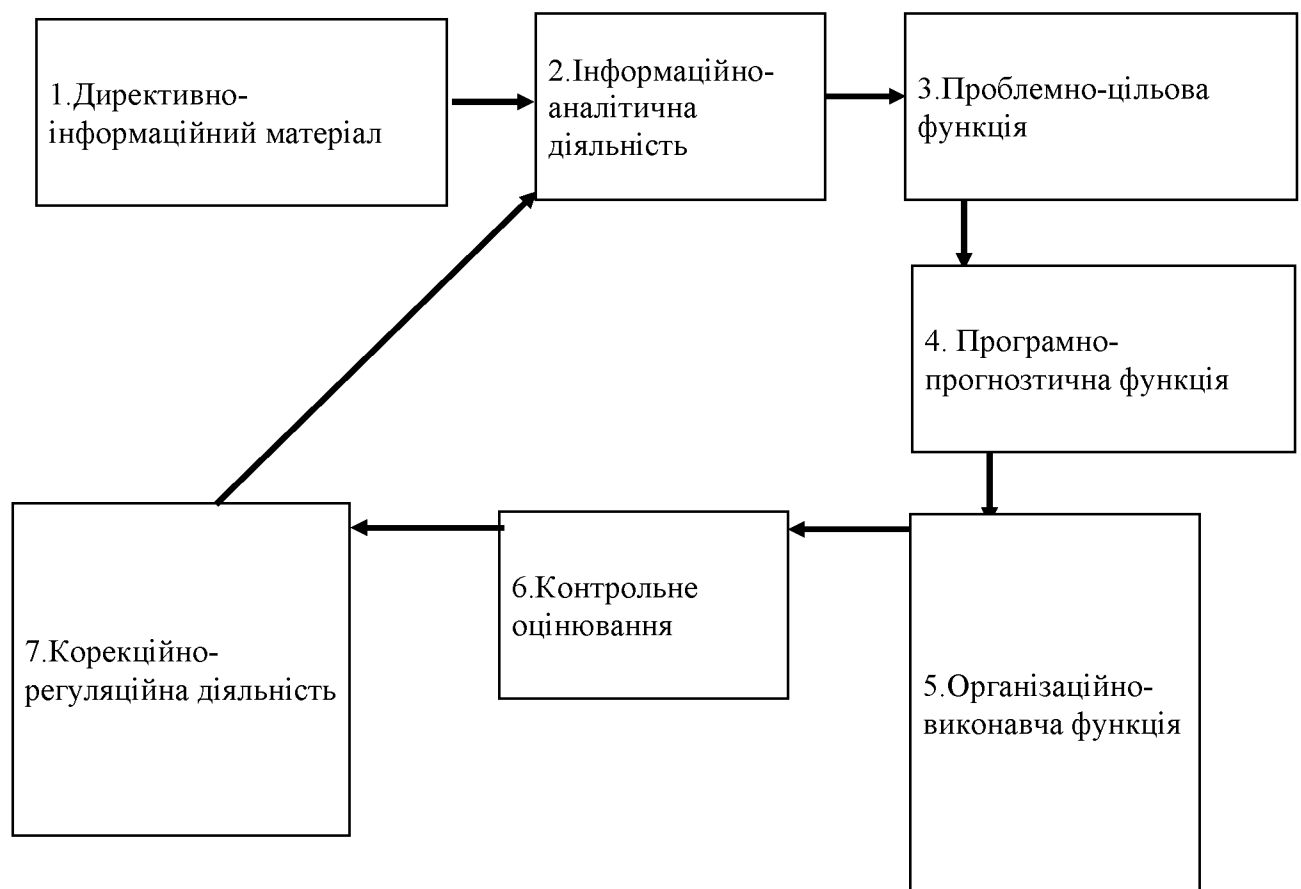 1.Директивно-
інформаційний матеріал
2.Інформаційно-
аналітична
діяльність
3.Проблемно-цільова
функція
4. Програмно-
прогнозтична функція
5.Організаційно-
виконавча функція
6.Контрольне
оцінювання
7.Корекційно-
регуляційна діяльність